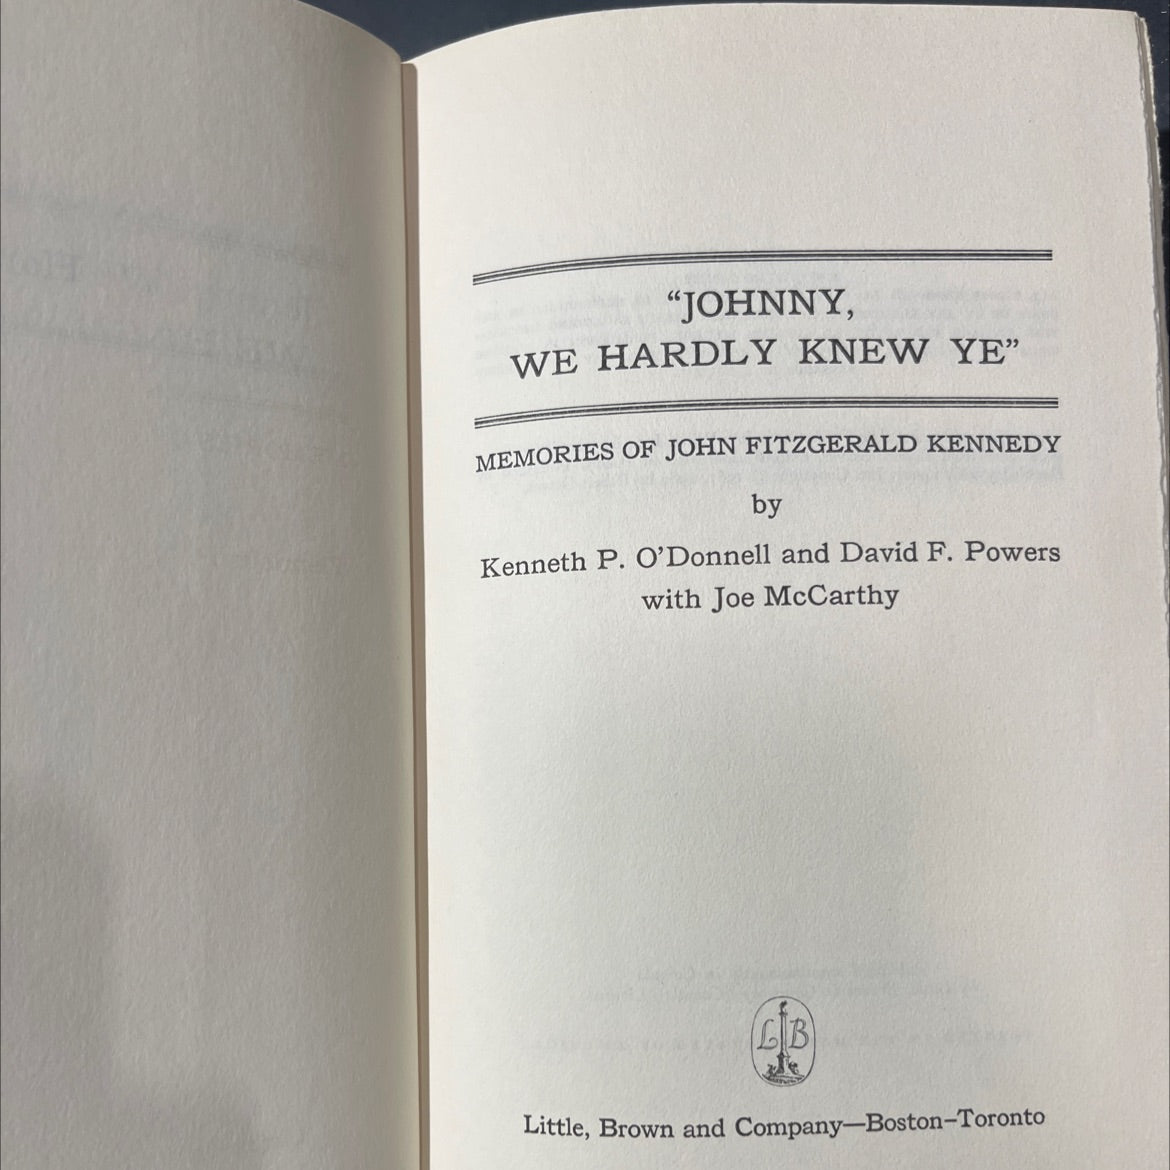 “JOHNNY,
WE HARDLY KNEW YE”
MEMORIES OF JOHN FITZGERALD KENNEDY
by
Kenneth P. O’Donnell and David F. Powers
with Joe McCarthy
L B
Little, Brown and Company—Boston–Toronto